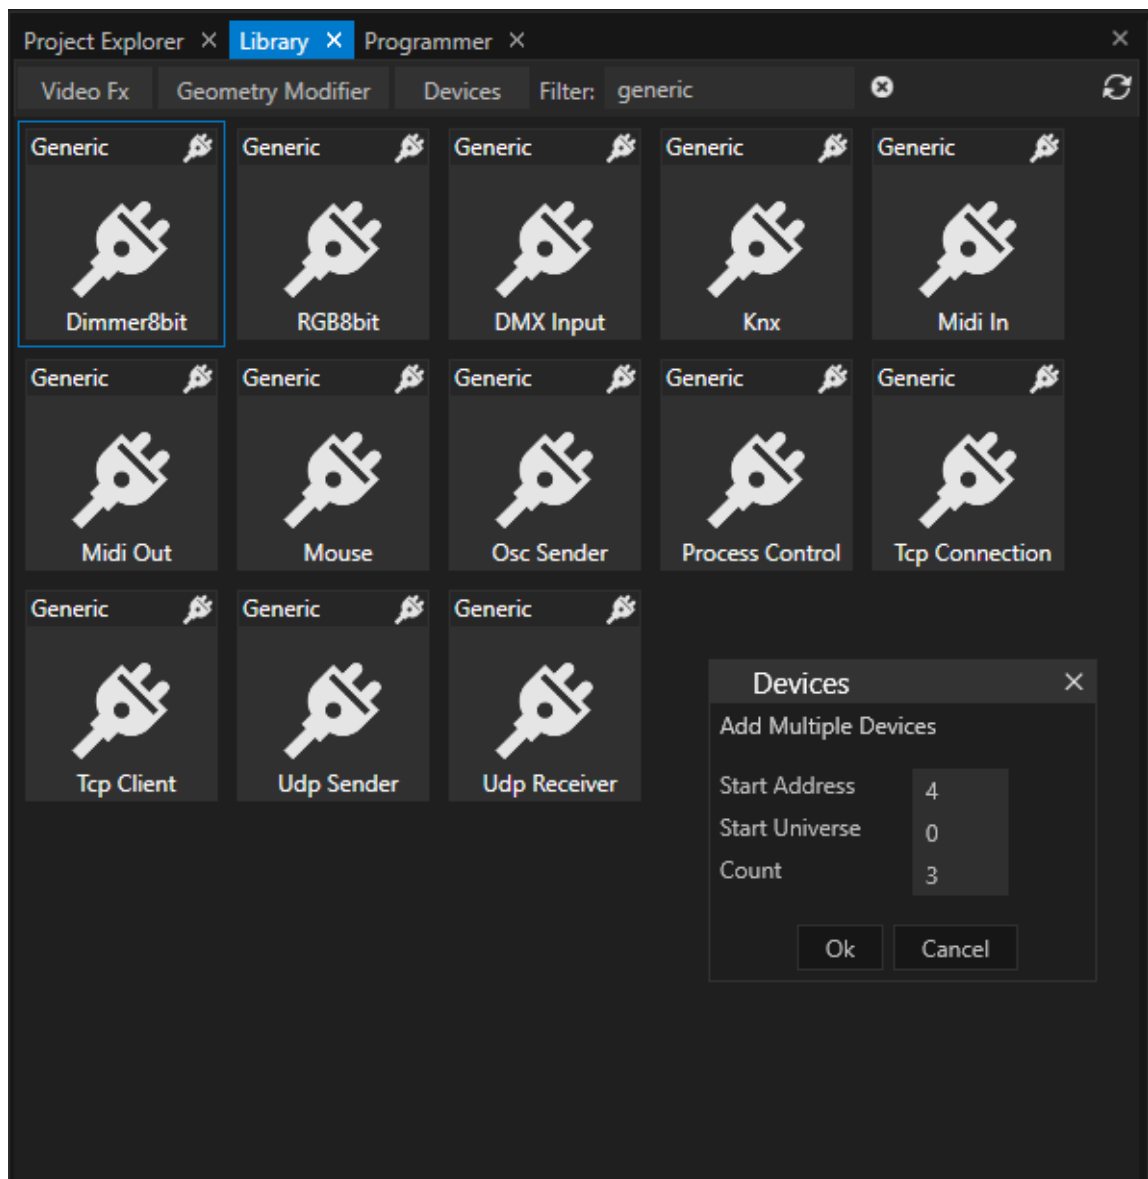 Project Explorer Library Programmer
Video Fx Geometry Modifier Devices Filter: generic
Generic Generic Generic Generic Generic
Dimmer8bit RGB8bit DMX Input Knx Midi In
Generic Generic Generic Generic Generic
Midi Out Mouse Osc Sender Process Control Tcp Connection
Generic Generic Generic
Tcp Client Udp Sender Udp Receiver
Devices
Add Multiple Devices
Start Address 4
Start Universe 0
Count 3
Ok Cancel